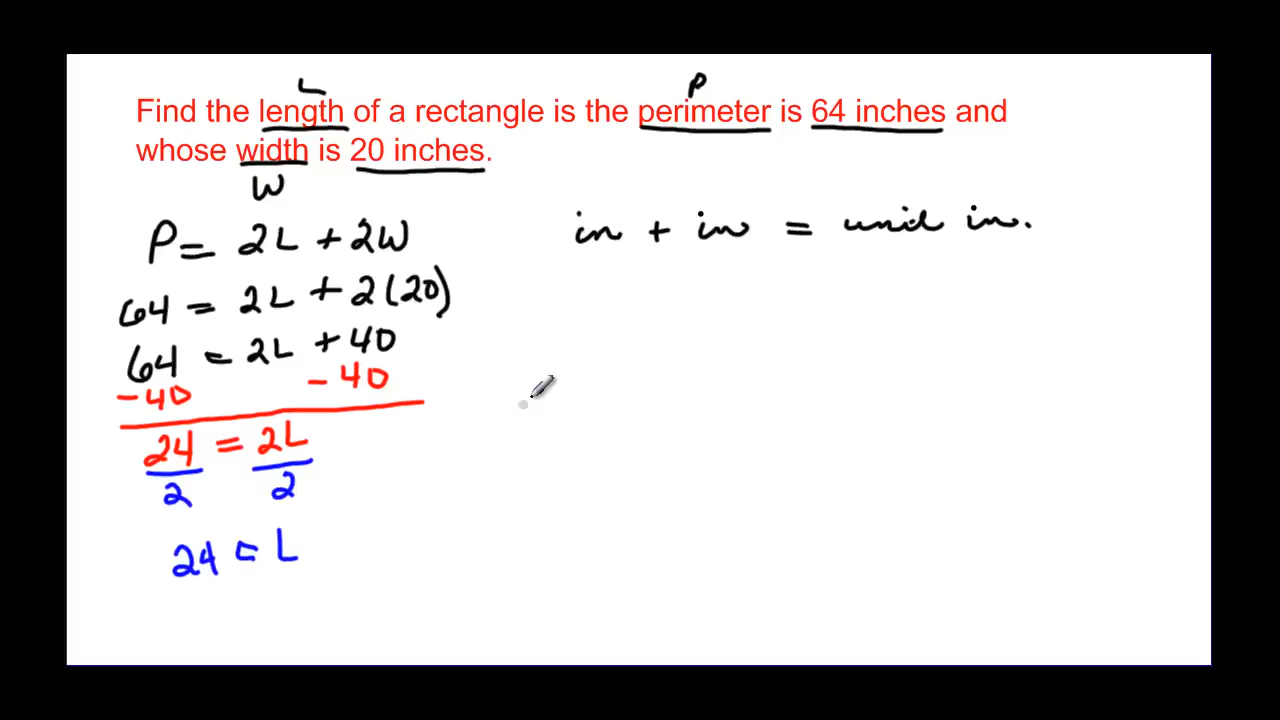 L P
Find the length of a rectangle is the perimeter is 64 inches and
whose width is 20 inches.
W
P = 2L + 2W
in + in = unit in.
64 = 2L + 2(20)
64 = 2L + 40
-40 -40
24 = 2L
2 2
24 = L